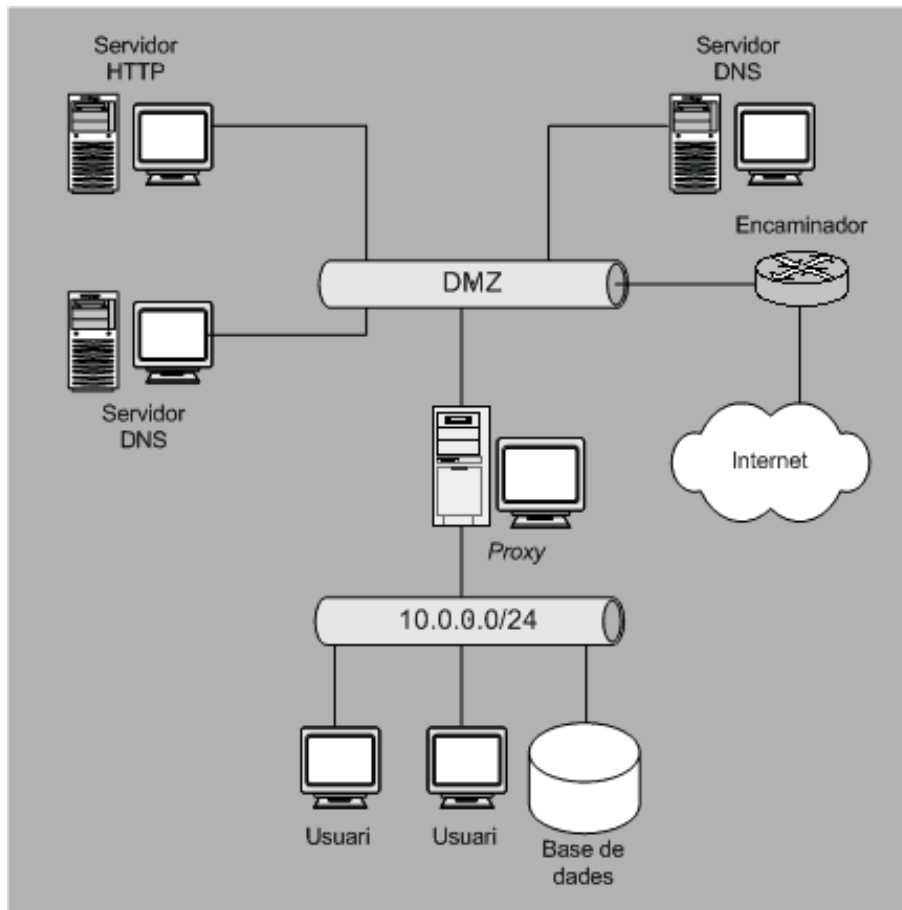 Servidor
HTTP
Servidor
DNS
Encaminador
DMZ
Servidor
DNS
Internet
Proxy
10.0.0.0/24
Usuari
Usuari
Base de
dades